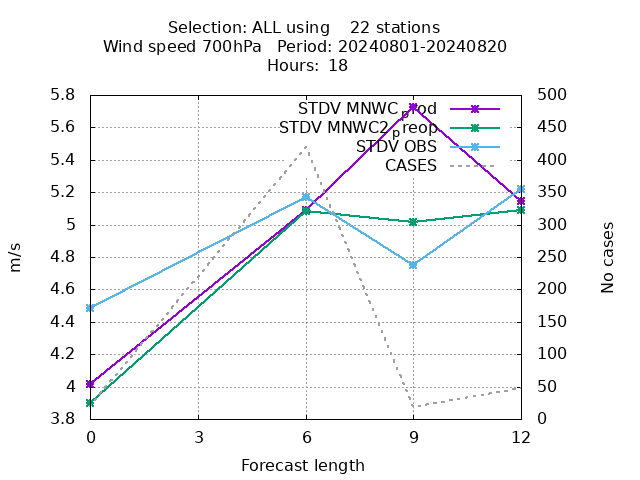 Selection: ALL using 22 stations
Wind speed 700hPa Period: 20240801-20240820
Hours: 18
5.8
5.6
5.4
5.2
5
4.8
4.6
4.4
4.2
4
3.8
500
450
400
350
300
250
200
150
100
50
0
STDV MNWC_prod
STDV MNWC2_preop
STDV OBS
CASES
m/s
No cases
0 3 6 9 12
Forecast length